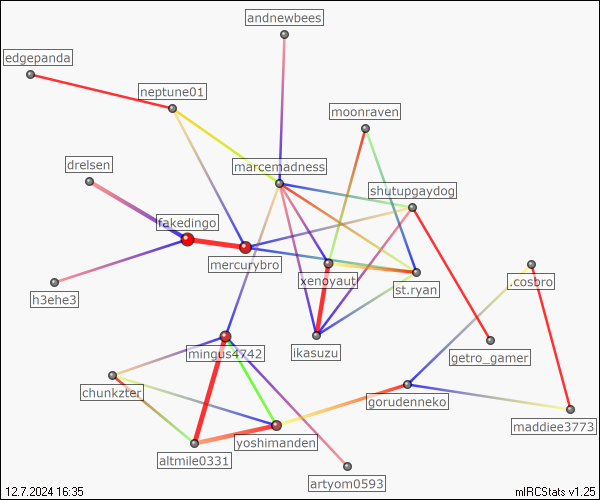 andnewbees
edgepanda
neptune01
moonraven
drelsen
marcemadness
shutupgaydog
fakedingo
mercurybro
xenoyaut
st.ryan
cosbro
h3ehe3
mingus4742
ikasuzu
getro_gamer
chunkzter
gorudenneko
maddiee3773
yoshimanden
altmile0331
artyom0593
12.7.2024 16:35
mIRCStats v1.25